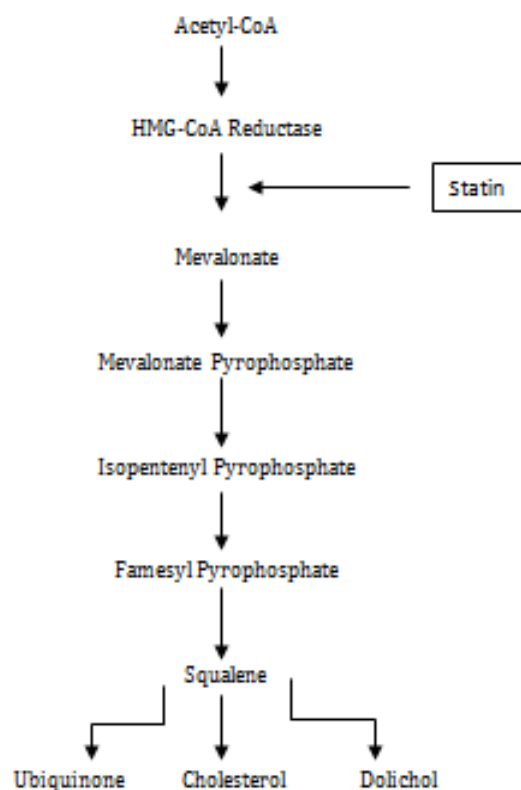 Acetyl-CoA
HMG-CoA Reductase
Statin
Mevalonate
Mevalonate Pyrophosphate
Isopentenyl Pyrophosphate
Famesyl Pyrophosphate
Squalene
Ubiquinone Cholesterol Dolichol